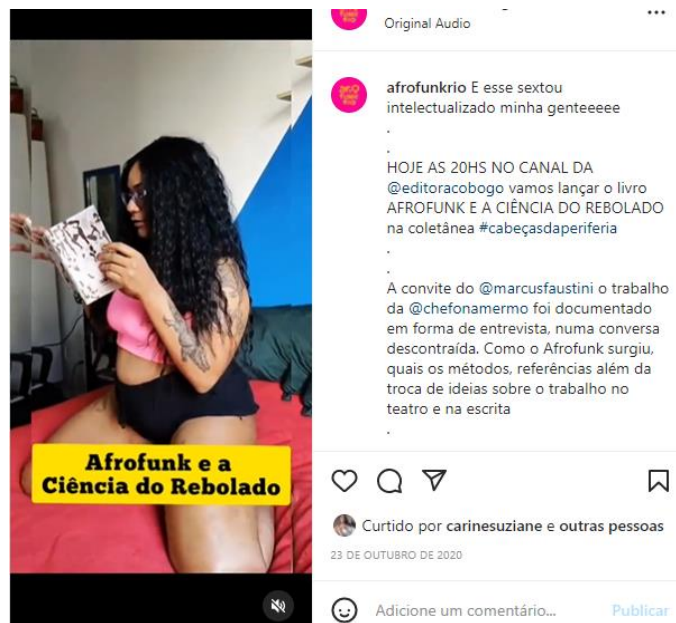 Original Audio
afrofunkrio E esse sextou
intelectualizado minha genteeeee
.
.
HOJE AS 20HS NO CANAL DA
@editoracobogo vamos lançar o livro
AFROFUNK E A CIÊNCIA DO REBOLADO
na coletânea #cabeçasdaperiferia
.
.
A convite do @marcusfaustini o trabalho
da @chefonamermo foi documentado
em forma de entrevista, numa conversa
descontraída. Como o Afrofunk surgiu,
quais os métodos, referências além da
troca de ideias sobre o trabalho no
teatro e na escrita
.
Afrofunk e a
Ciência do Rebolado
Curtido por carinesuziane e outras pessoas
23 DE OUTUBRO DE 2020
Adicione um comentário... Publicar